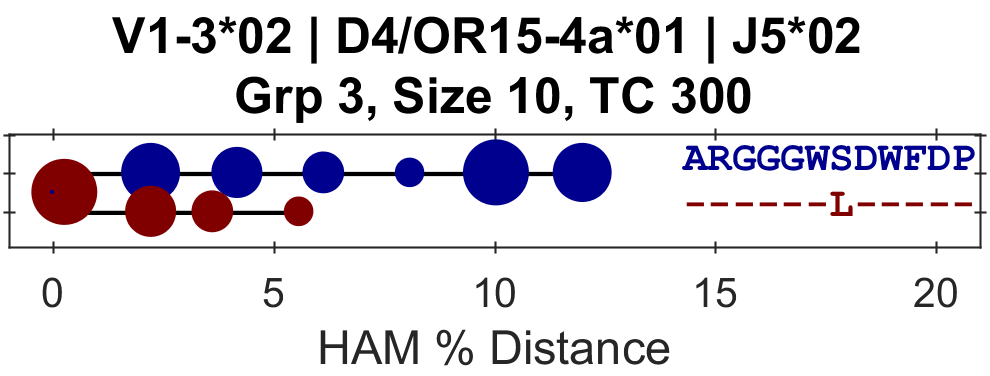 V1-3*02 | D4/OR15-4a*01 | J5*02
Grp 3, Size 10, TC 300
ARGGGWSDWFDP
------L-----
0 5 10 15 20
HAM % Distance